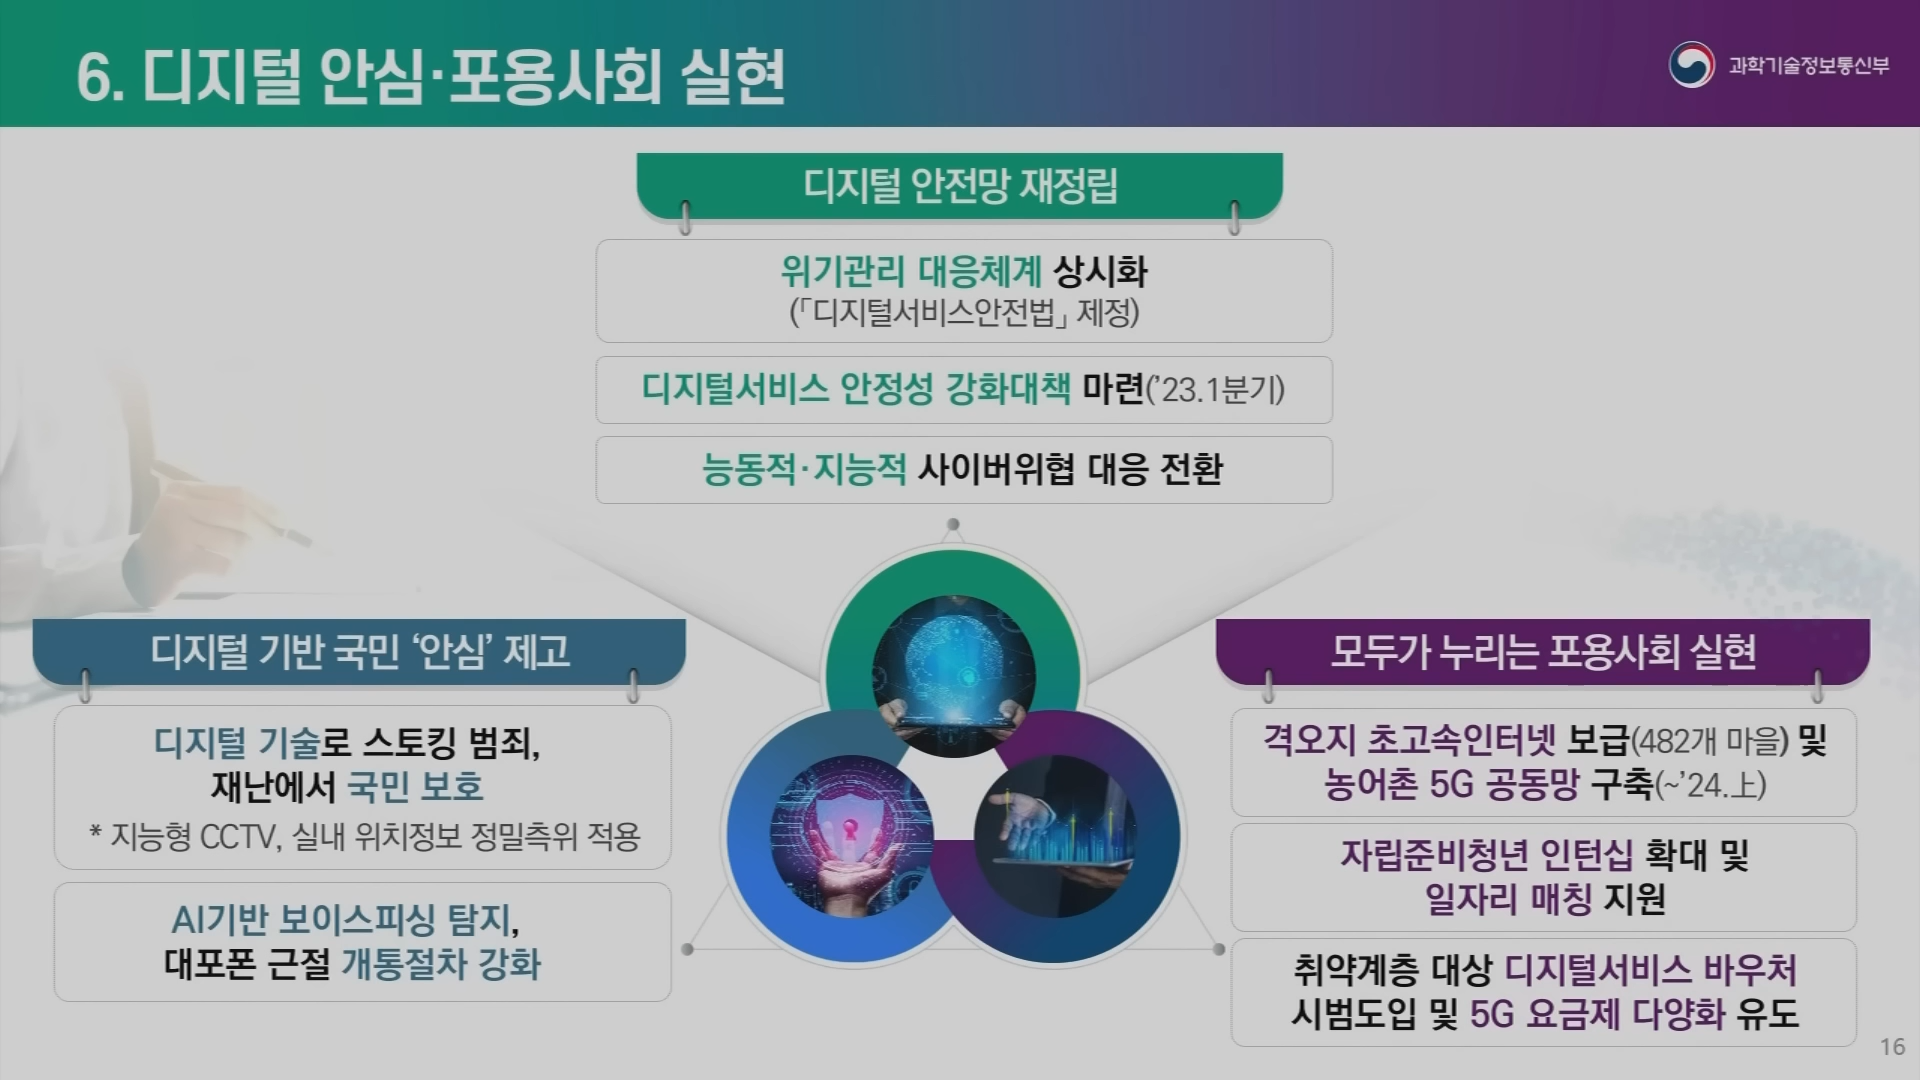 6. 디지털 안심·포용사회 실현
과학기술정보통신부
디지털 안전망 재정립
위기관리 대응체계 상시화
(「디지털서비스안전법」 제정)
디지털서비스 안정성 강화대책 마련(’23.1분기)
능동적·지능적 사이버위협 대응 전환
디지털 기반 국민 ‘안심’ 제고
디지털 기술로 스토킹 범죄,
재난에서 국민 보호
* 지능형 CCTV, 실내 위치정보 정밀측위 적용
AI기반 보이스피싱 탐지,
대포폰 근절 개통절차 강화
모두가 누리는 포용사회 실현
격오지 초고속인터넷 보급(482개 마을) 및
농어촌 5G 공동망 구축(~’24.上)
자립준비청년 인턴십 확대 및
일자리 매칭 지원
취약계층 대상 디지털서비스 바우처
시범도입 및 5G 요금제 다양화 유도
16